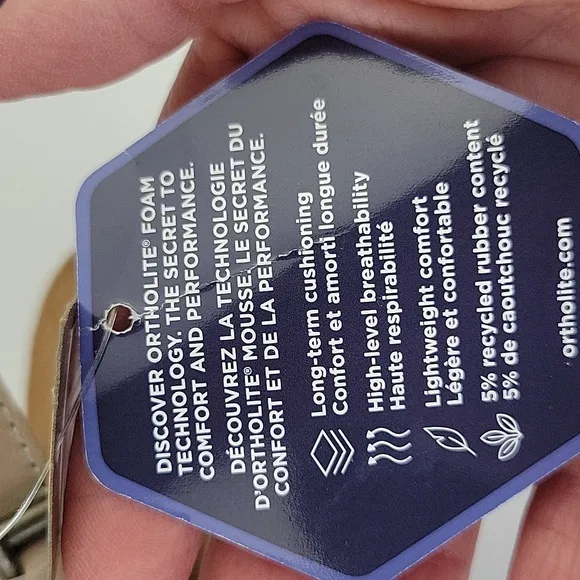 DISCOVER ORTHOLITE® FOAM
TECHNOLOGY. THE SECRET TO
COMFORT AND PERFORMANCE.
DÉCOUVREZ LA TECHNOLOGIE
D'ORTHOLITE® MOUSSE. LE SECRET DU
CONFORT ET DE LA PERFORMANCE.
Long-term cushioning
Confort et amorti longue durée
High-level breathability
Haute respirabilité
Lightweight comfort
Légère et confortable
5% recycled rubber content
5% de caoutchouc recyclé
ortholite.com